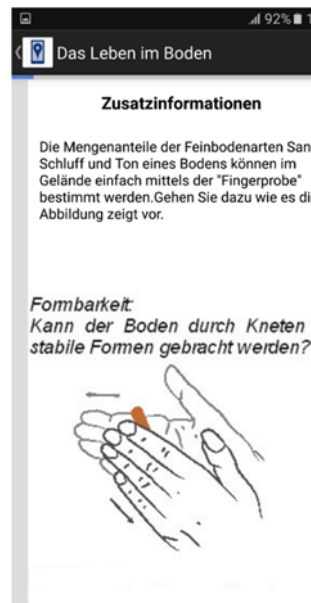 92% 1
Das Leben im Boden
Zusatzinformationen
Die Mengenanteile der Feinbodenarten San
Schluff und Ton eines Bodens können im
Gelände einfach mittels der "Fingerprobe"
bestimmt werden.Gehen Sie dazu wie es di
Abbildung zeigt vor.
Formbarkeit:
Kann der Boden durch Kneten
stabile Formen gebracht werden?